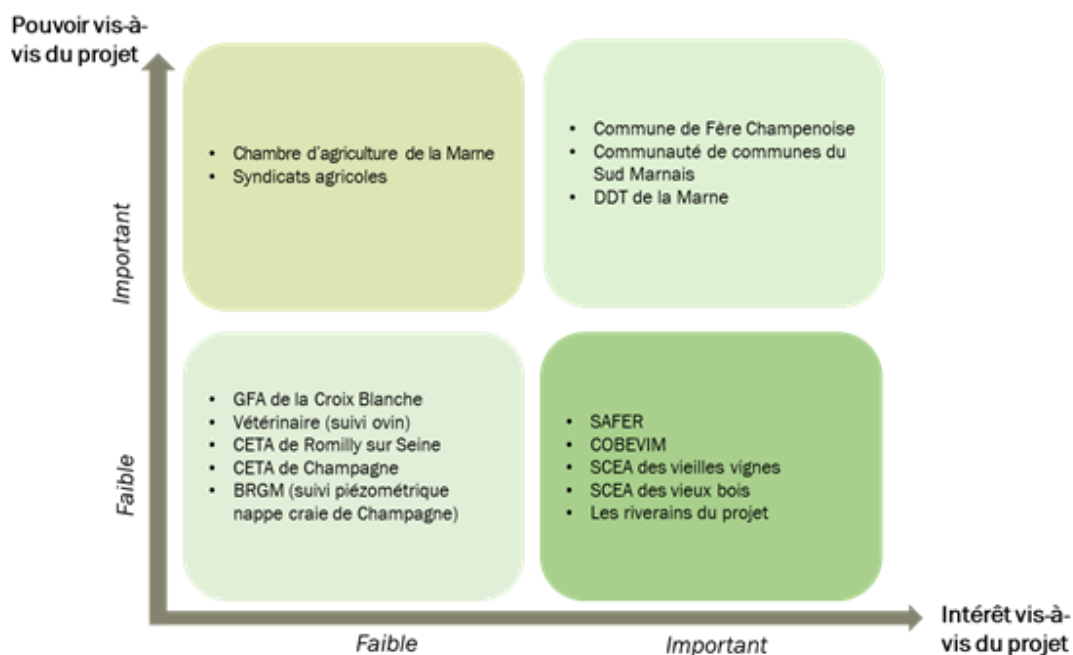 Pouvoir vis-à-
vis du projet
Important
• Chambre d'agriculture de la Marne
• Syndicats agricoles
• Commune de Fère Champenoise
• Communauté de communes du
Sud Marnais
• DDT de la Marne
Faible
• GFA de la Croix Blanche
• Vétérinaire (suivi ovin)
• CETA de Romilly sur Seine
• CETA de Champagne
• BRGM (suivi piézométrique
nappe craie de Champagne)
• SAFER
• COBEVIM
• SCEA des vieilles vignes
• SCEA des vieux bois
• Les riverains du projet
Faible
Important
Intérêt vis-à-
vis du projet